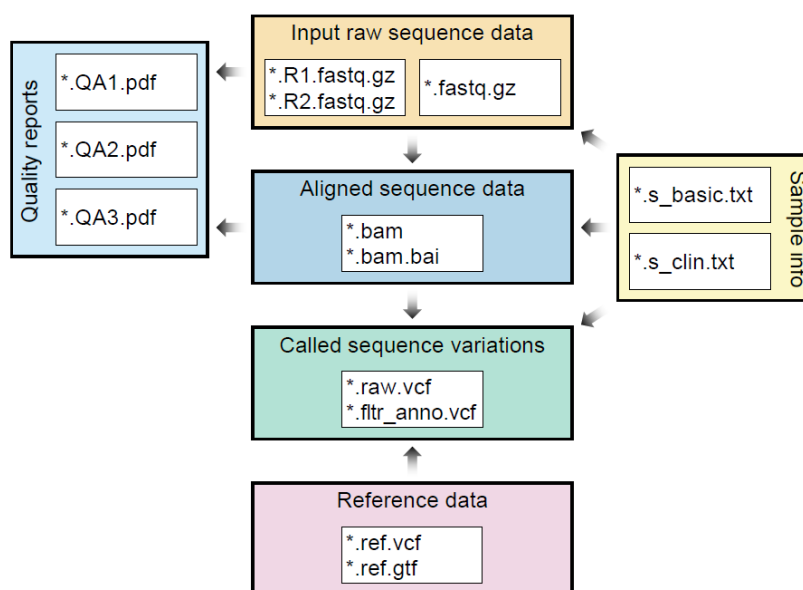 Input raw sequence data
*.R1.fastq.gz
*.R2.fastq.gz
*.fastq.gz
Quality reports
*.QA1.pdf
*.QA2.pdf
*.QA3.pdf
Aligned sequence data
*.bam
*.bam.bai
Sample info
*.s_basic.txt
*.s_clin.txt
Called sequence variations
*.raw.vcf
*.fltr_anno.vcf
Reference data
*.ref.vcf
*.ref.gtf